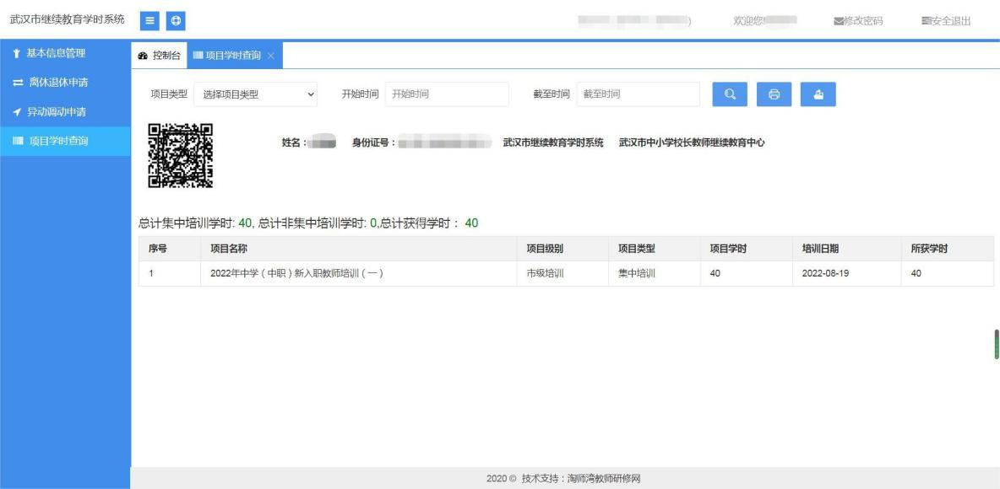 武汉市继续教育学时系统
) 欢迎您! 修改密码 安全退出
基本信息管理
离休退休申请
异动调动申请
项目学时查询
控制台 项目学时查询 ×
项目类型 选择项目类型 开始时间 开始时间 截至时间 截至时间
姓名: 身份证号: 武汉市继续教育学时系统 武汉市中小学校长教师继续教育中心
总计集中培训学时: 40, 总计非集中培训学时: 0,总计获得学时： 40
序号 项目名称 项目级别 项目类型 项目学时 培训日期 所获学时
1 2022年中学（中职）新入职教师培训（一） 市级培训 集中培训 40 2022-08-19 40
2020 © 技术支持：淘师湾教师研修网